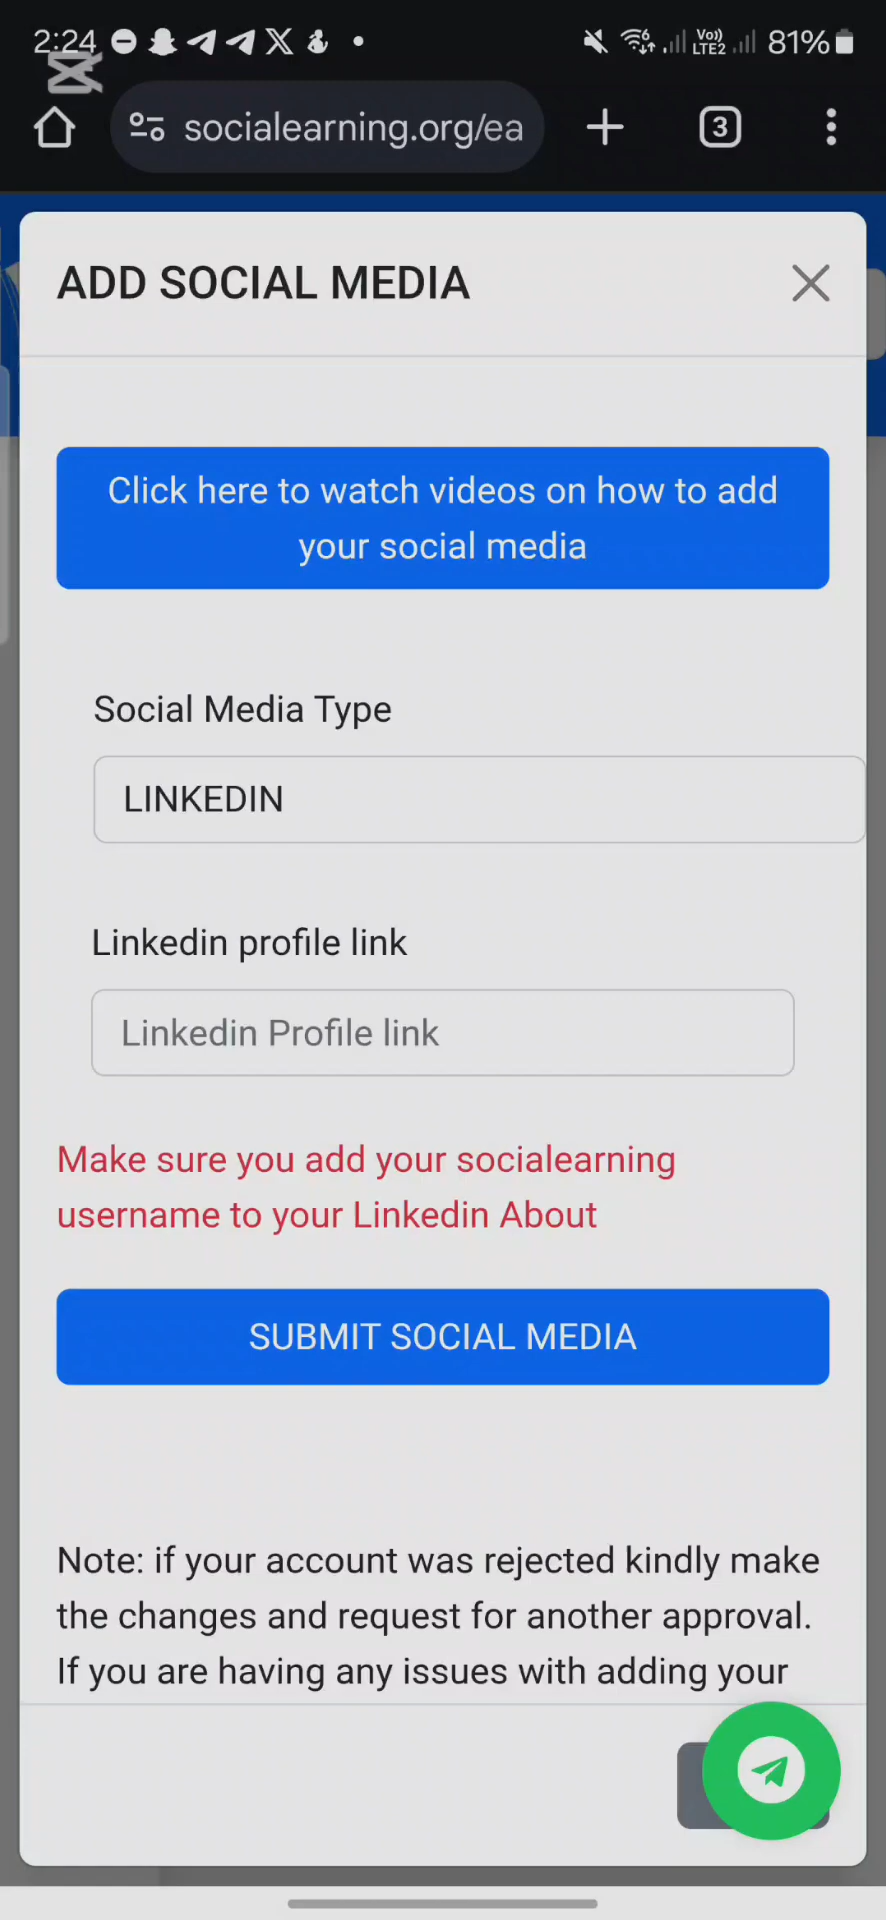 2:24
Vo))
LTE2
81%
socialearning.org/ea
3
ADD SOCIAL MEDIA
Click here to watch videos on how to add
your social media
Social Media Type
LINKEDIN
Linkedin profile link
Linkedin Profile link
Make sure you add your socialearning
username to your Linkedin About
SUBMIT SOCIAL MEDIA
Note: if your account was rejected kindly make
the changes and request for another approval.
If you are having any issues with adding your